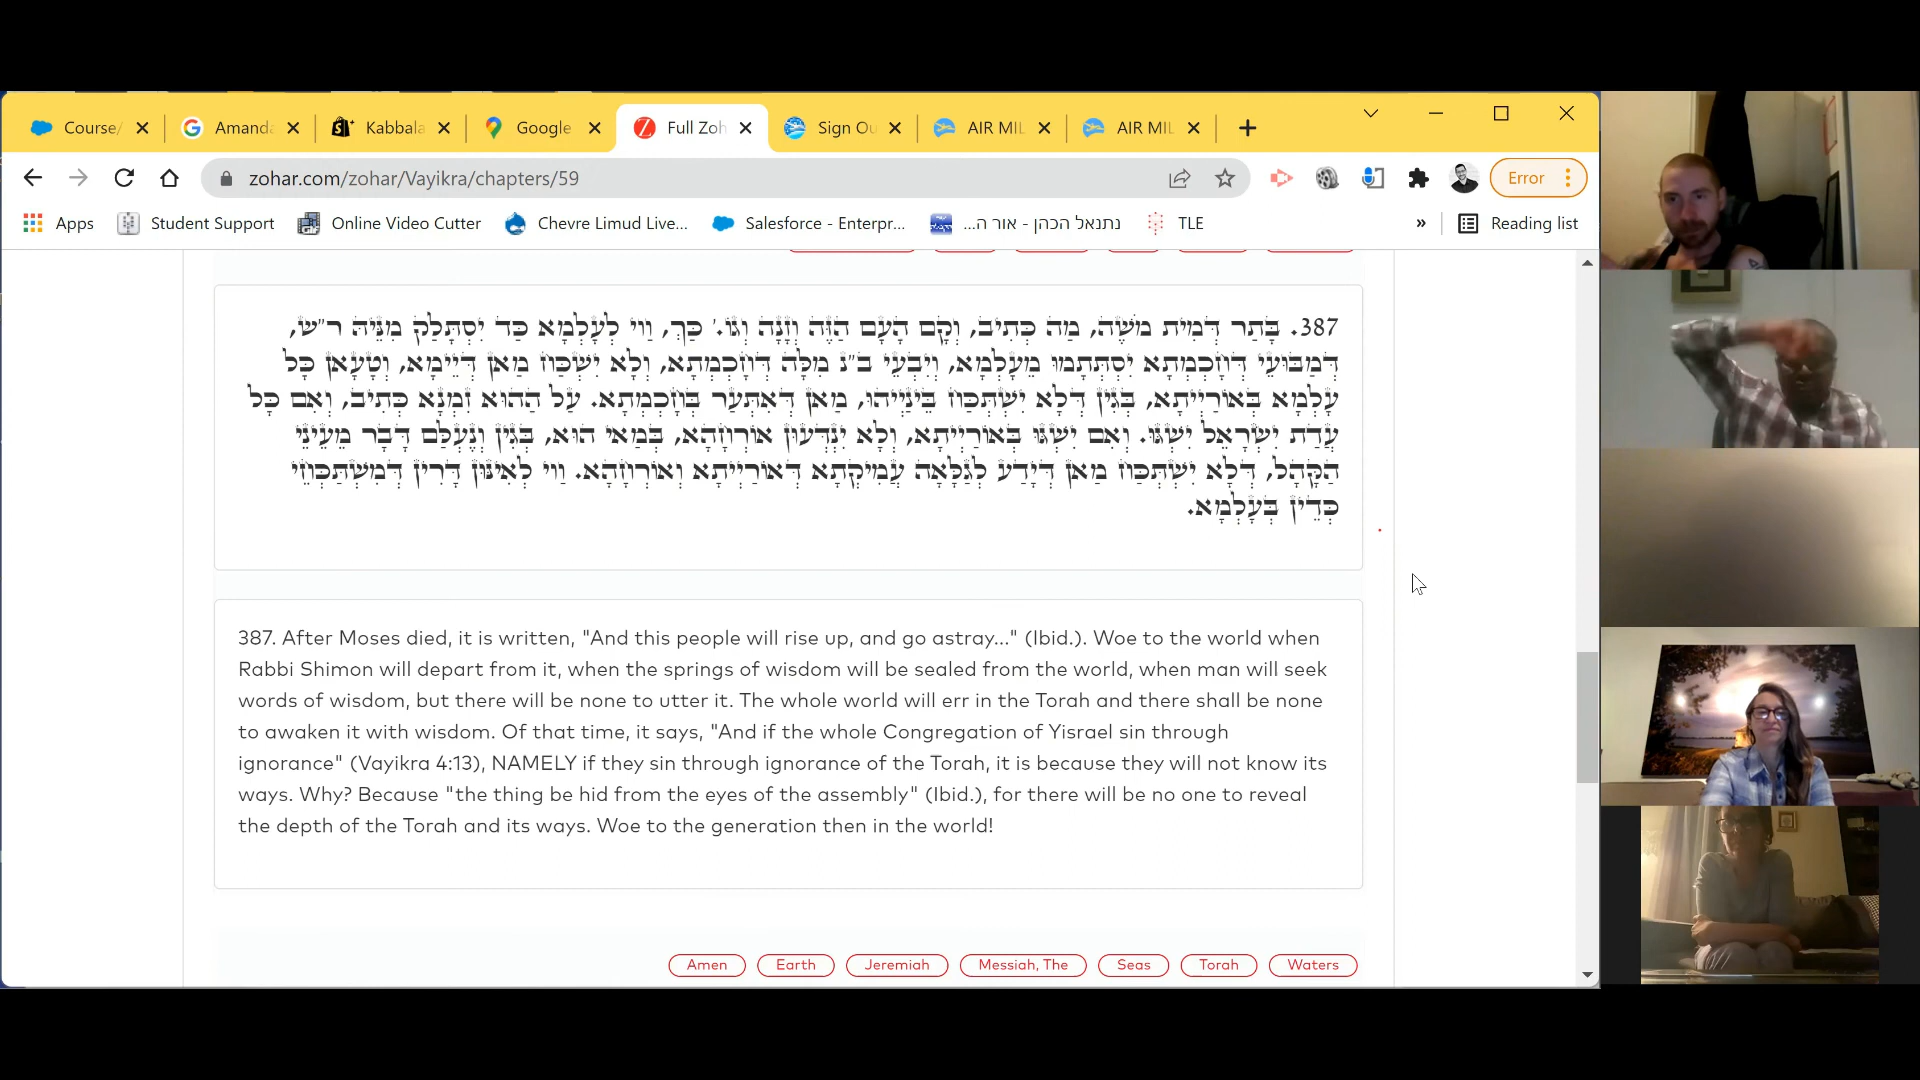 Course/
Amanda
Kabbala
Google
Full Zoh
Sign Ou
AIR MIL
AIR MIL
zohar.com/zohar/Vayikra/chapters/59
Error
Apps
Student Support
Online Video Cutter
Chevre Limud Live...
Salesforce - Enterpr...
נתנאל הכהן - אור ה...
TLE
»
Reading list
387. בָּתַר דְּמִית מֹשֶׁה, מַה כְּתִיב, וְקָם הָעָם הַזֶּה וְזָנָה וְגוֹ'. כַּךְ, וַוי לְעָלְמָא כַּד יִסְתָּלַק מִנֵּיהּ ר"ש,
דְּמַבּוּעֵי דְּחָכְמְתָא יִסְתְּתָמוּ מֵעָלְמָא, וְיִבְעֵי ב"נ מִלָּה דְּחָכְמְתָא, וְלָא יִשְׁכַּח מַאן דְּיֵימָא, וְטָעָאן כָּל
עָלְמָא בְּאוֹרַיְיתָא, בְּגִין דְּלָא יִשְׁתְּכַּח בֵּינַיְיהוּ, מַאן דְּאִתְּעַר בְּחָכְמְתָא. עַל הַהוּא זִמְנָא כְּתִיב, וְאִם כָּל
עֲדַת יִשְׂרָאֵל יִשְׁגּוּ. וְאִם יִשְׁגּוּ בְּאוֹרַיְיתָא, וְלָא יִנְדְּעוּן אוֹרְחָהָא, בְּמַאי הוּא, בְּגִין וְנֶעְלַם דָּבָר מֵעֵינֵי
הַקָּהָל, דְּלָא יִשְׁתְּכַּח מַאן דְּיָדַע לְגַלָּאָה עֲמִיקְתָא דְּאוֹרַיְיתָא וְאוֹרְחָהָא. וַוי לְאִינּוּן דָּרִין דְּמִשְׁתַּכְּחֵי
כְּדֵין בְּעָלְמָא.
387. After Moses died, it is written, "And this people will rise up, and go astray..." (Ibid.). Woe to the world when
Rabbi Shimon will depart from it, when the springs of wisdom will be sealed from the world, when man will seek
words of wisdom, but there will be none to utter it. The whole world will err in the Torah and there shall be none
to awaken it with wisdom. Of that time, it says, "And if the whole Congregation of Yisrael sin through
ignorance" (Vayikra 4:13), NAMELY if they sin through ignorance of the Torah, it is because they will not know its
ways. Why? Because "the thing be hid from the eyes of the assembly" (Ibid.), for there will be no one to reveal
the depth of the Torah and its ways. Woe to the generation then in the world!
Amen
Earth
Jeremiah
Messiah, The
Seas
Torah
Waters